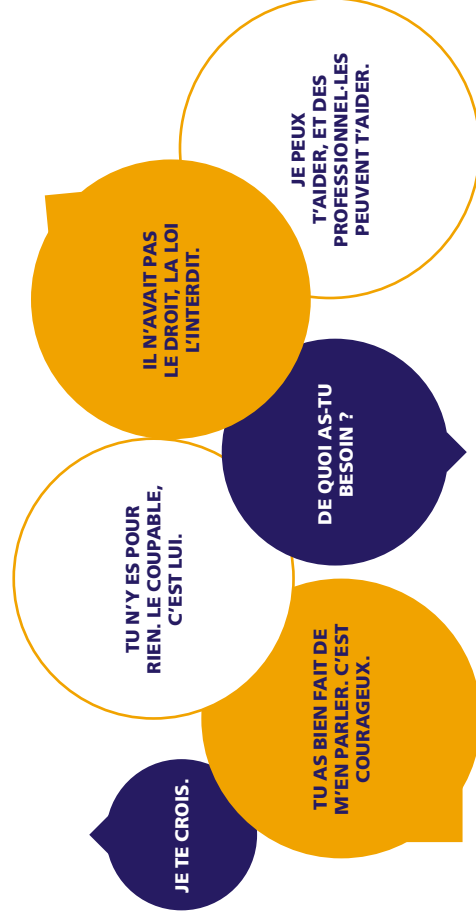 JE TE CROIS.
TU AS BIEN FAIT DE
M'EN PARLER. C'EST
COURAGEUX.
TU N'Y ES POUR
RIEN. LE COUPABLE,
C'EST LUI.
DE QUOI AS-TU
BESOIN ?
IL N'AVAIT PAS
LE DROIT, LA LOI
L'INTERDIT.
JE PEUX
T'AIDER, ET DES
PROFESSIONNEL·LES
PEUVENT T'AIDER.